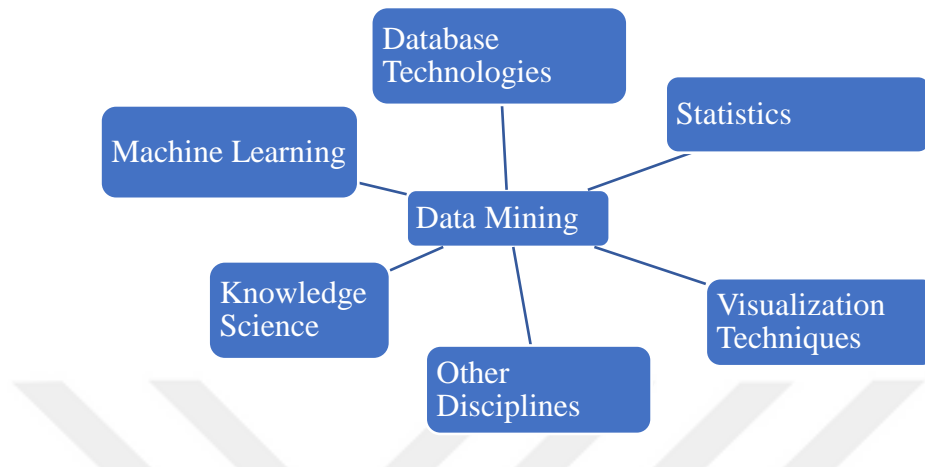 Database
Technologies
Statistics
Machine Learning
Data Mining
Knowledge
Science
Visualization
Techniques
Other
Disciplines